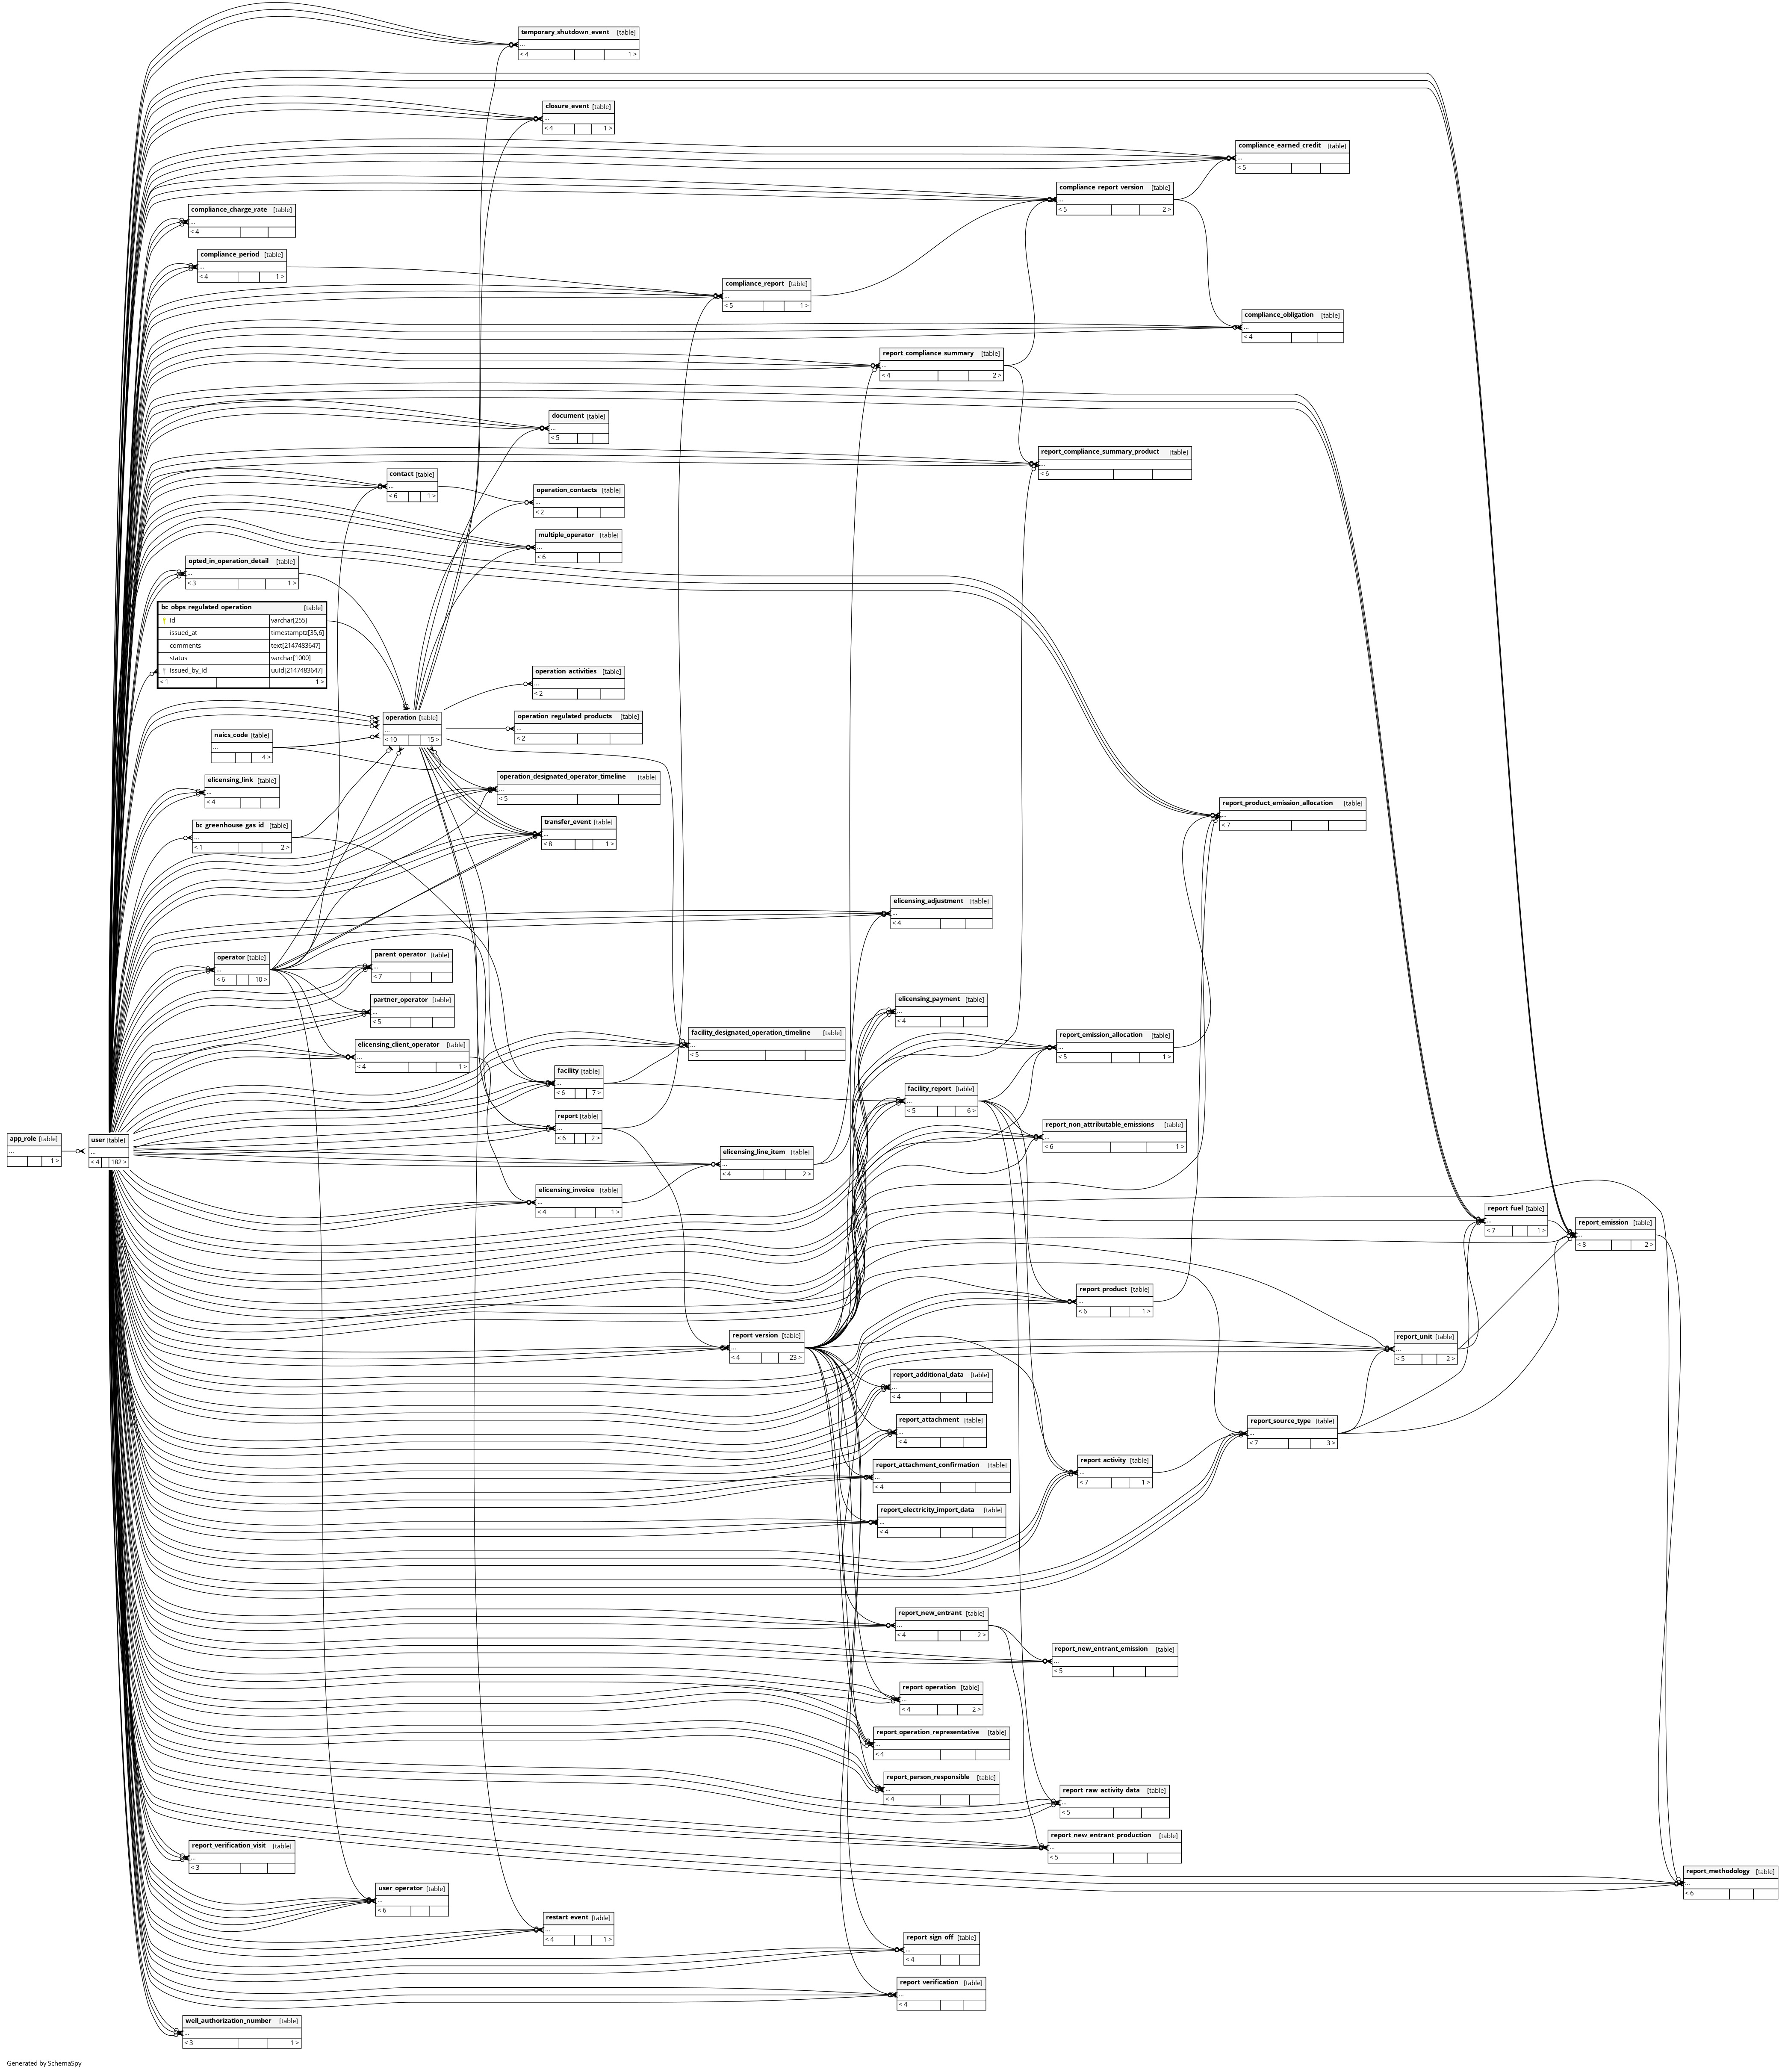 temporary_shutdown_event [table]
...
< 4 1 >
closure_event [table]
...
< 4 1 >
compliance_earned_credit [table]
...
< 5
compliance_report_version [table]
...
< 5 2 >
compliance_charge_rate [table]
...
< 4
compliance_period [table]
...
< 4 1 >
compliance_report [table]
...
< 5 1 >
compliance_obligation [table]
...
< 4
report_compliance_summary [table]
...
< 4 2 >
document [table]
...
< 5
report_compliance_summary_product [table]
...
< 6
contact [table]
...
< 6 1 >
operation_contacts [table]
...
< 2
multiple_operator [table]
...
< 6
opted_in_operation_detail [table]
...
< 3 1 >
bc_obps_regulated_operation [table]
id varchar[255]
issued_at timestamptz[35,6]
comments text[2147483647]
status varchar[1000]
issued_by_id uuid[2147483647]
< 1 1 >
operation_activities [table]
...
< 2
operation [table]
...
< 10 15 >
operation_regulated_products [table]
...
< 2
naics_code [table]
...
4 >
elicensing_link [table]
...
< 4
operation_designated_operator_timeline [table]
...
< 5
report_product_emission_allocation [table]
...
< 7
bc_greenhouse_gas_id [table]
...
< 1 2 >
transfer_event [table]
...
< 8 1 >
elicensing_adjustment [table]
...
< 4
operator [table]
...
< 6 10 >
parent_operator [table]
...
< 7
partner_operator [table]
...
< 5
elicensing_payment [table]
...
< 4
facility_designated_operation_timeline [table]
...
< 5
report_emission_allocation [table]
...
< 5 1 >
elicensing_client_operator [table]
...
< 4 1 >
facility [table]
...
< 6 7 >
facility_report [table]
...
< 5 6 >
report [table]
...
< 6 2 >
report_non_attributable_emissions [table]
...
< 6 1 >
app_role [table]
...
1 >
user [table]
...
< 4 182 >
elicensing_line_item [table]
...
< 4 2 >
elicensing_invoice [table]
...
< 4 1 >
report_fuel [table]
...
< 7 1 >
report_emission [table]
...
< 8 2 >
report_product [table]
...
< 6 1 >
report_version [table]
...
< 4 23 >
report_unit [table]
...
< 5 2 >
report_additional_data [table]
...
< 4
report_attachment [table]
...
< 4
report_source_type [table]
...
< 7 3 >
report_attachment_confirmation [table]
...
< 4
report_activity [table]
...
< 7 1 >
report_electricity_import_data [table]
...
< 4
report_new_entrant [table]
...
< 4 2 >
report_new_entrant_emission [table]
...
< 5
report_operation [table]
...
< 4 2 >
report_operation_representative [table]
...
< 4
report_person_responsible [table]
...
< 4
report_raw_activity_data [table]
...
< 5
report_new_entrant_production [table]
...
< 5
report_verification_visit [table]
...
< 3
report_methodology [table]
...
< 6
user_operator [table]
...
< 6
restart_event [table]
...
< 4 1 >
report_sign_off [table]
...
< 4
report_verification [table]
...
< 4
well_authorization_number [table]
...
< 3 1 >
Generated by SchemaSpy